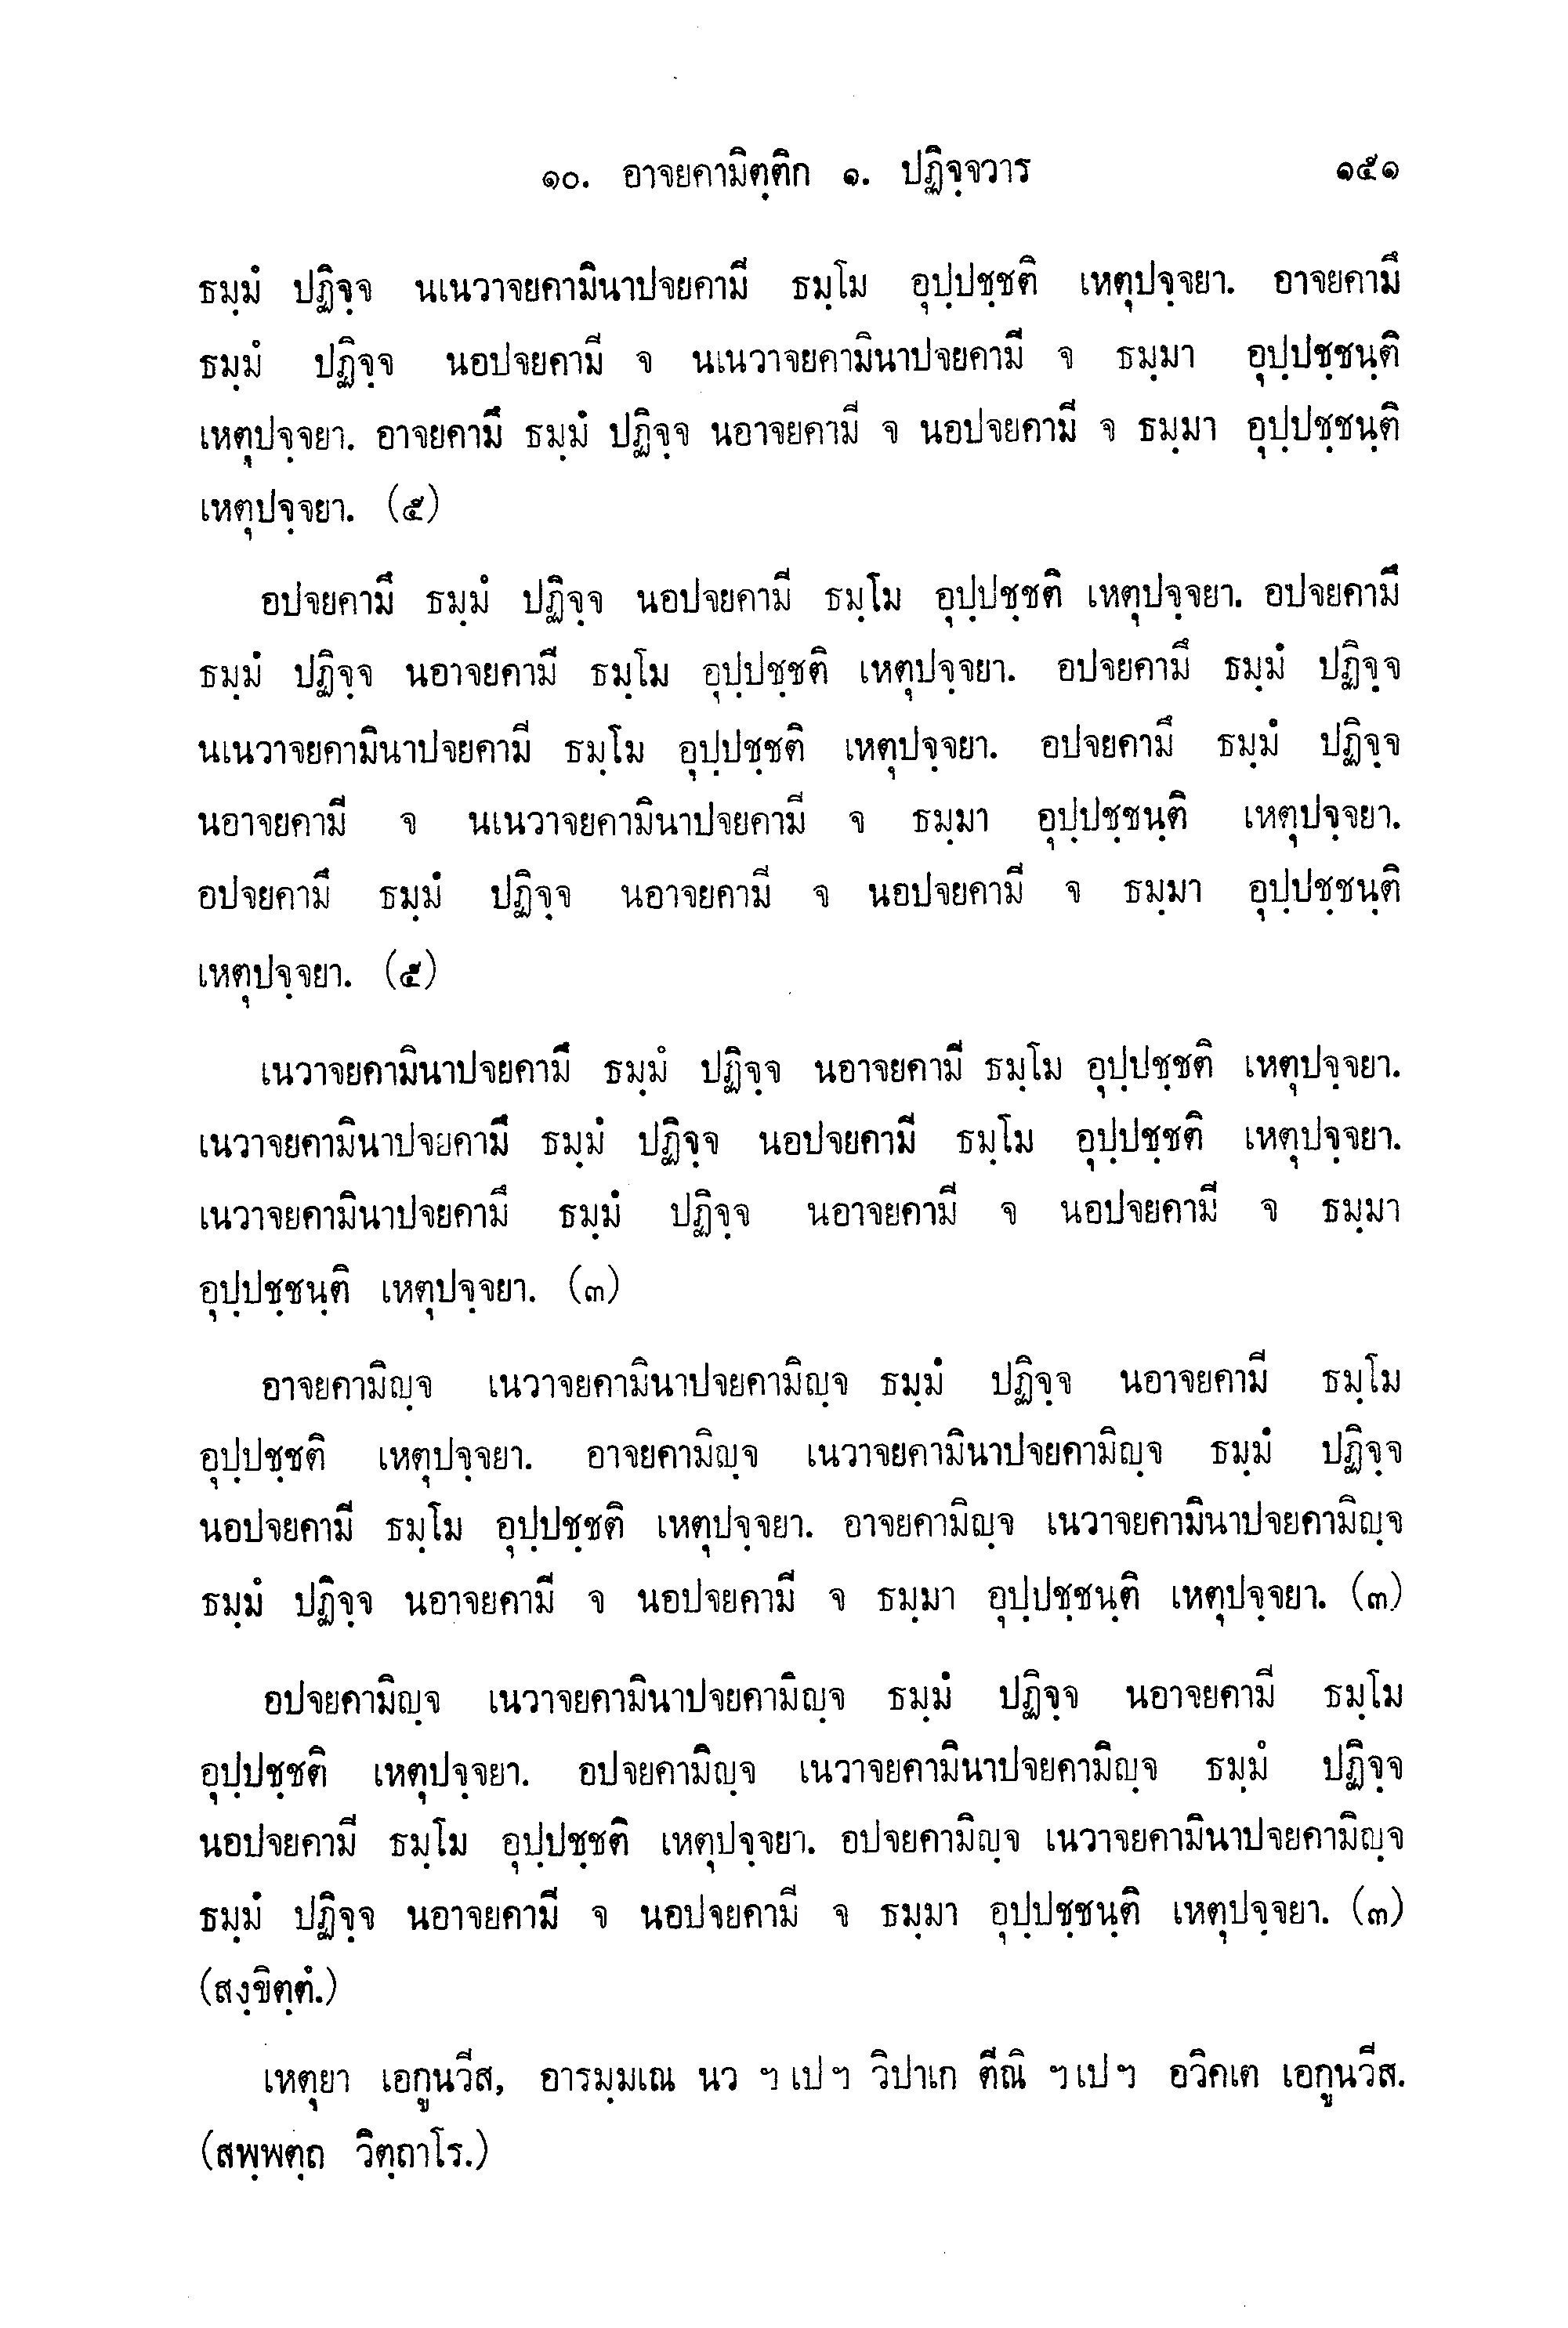 ๑๐. อาจยคามิตฺติก ๑. ปฏิจฺจวาร ๑๕๑
ธมฺมํ ปฏิจฺจ นเนวาจยคามินาปจยคามี ธมฺโม อุปฺปชฺชติ เหตุปจฺจยา. อาจยคามึ
ธมฺมํ ปฏิจฺจ นอปจยคามี จ นเนวาจยคามินาปจยคามี จ ธมฺมา อุปฺปชฺชนฺติ
เหตุปจฺจยา. อาจยคามึ ธมฺมํ ปฏิจฺจ นอาจยคามี จ นอปจยคามี จ ธมฺมา อุปฺปชฺชนฺติ
เหตุปจฺจยา. (๕)
อปจยคามึ ธมฺมํ ปฏิจฺจ นอปจยคามี ธมฺโม อุปฺปชฺชติ เหตุปจฺจยา. อปจยคามึ
ธมฺมํ ปฏิจฺจ นอาจยคามี ธมฺโม อุปฺปชฺชติ เหตุปจฺจยา. อปจยคามึ ธมฺมํ ปฏิจฺจ
นเนวาจยคามินาปจยคามี ธมฺโม อุปฺปชฺชติ เหตุปจฺจยา. อปจยคามึ ธมฺมํ ปฏิจฺจ
นอาจยคามี จ นเนวาจยคามินาปจยคามี จ ธมฺมา อุปฺปชฺชนฺติ เหตุปจฺจยา.
อปจยคามึ ธมฺมํ ปฏิจฺจ นอาจยคามี จ นอปจยคามี จ ธมฺมา อุปฺปชฺชนฺติ
เหตุปจฺจยา. (๕)
เนวาจยคามินาปจยคามึ ธมฺมํ ปฏิจฺจ นอาจยคามี ธมฺโม อุปฺปชฺชติ เหตุปจฺจยา.
เนวาจยคามินาปจยคามึ ธมฺมํ ปฏิจฺจ นอปจยคามี ธมฺโม อุปฺปชฺชติ เหตุปจฺจยา.
เนวาจยคามินาปจยคามึ ธมฺมํ ปฏิจฺจ นอาจยคามี จ นอปจยคามี จ ธมฺมา
อุปฺปชฺชนฺติ เหตุปจฺจยา. (๓)
อาจยคามิญฺจ เนวาจยคามินาปจยคามิญฺจ ธมฺมํ ปฏิจฺจ นอาจยคามี ธมฺโม
อุปฺปชฺชติ เหตุปจฺจยา. อาจยคามิญฺจ เนวาจยคามินาปจยคามิญฺจ ธมฺมํ ปฏิจฺจ
นอปจยคามี ธมฺโม อุปฺปชฺชติ เหตุปจฺจยา. อาจยคามิญฺจ เนวาจยคามินาปจยคามิญฺจ
ธมฺมํ ปฏิจฺจ นอาจยคามี จ นอปจยคามี จ ธมฺมา อุปฺปชฺชนฺติ เหตุปจฺจยา. (๓)
อปจยคามิญฺจ เนวาจยคามินาปจยคามิญฺจ ธมฺมํ ปฏิจฺจ นอาจยคามี ธมฺโม
อุปฺปชฺชติ เหตุปจฺจยา. อปจยคามิญฺจ เนวาจยคามินาปจยคามิญฺจ ธมฺมํ ปฏิจฺจ
นอปจยคามี ธมฺโม อุปฺปชฺชติ เหตุปจฺจยา. อปจยคามิญฺจ เนวาจยคามินาปจยคามิญฺจ
ธมฺมํ ปฏิจฺจ นอาจยคามี จ นอปจยคามี จ ธมฺมา อุปฺปชฺชนฺติ เหตุปจฺจยา. (๓)
(สงฺขิตฺตํ.)
เหตุยา เอกูนวีส, อารมฺมเณ นว ฯ เป ฯ วิปาเก ตีณิ ฯ เป ฯ อวิคเต เอกูนวีส.
(สพฺพตฺถ วิตฺถาโร.)